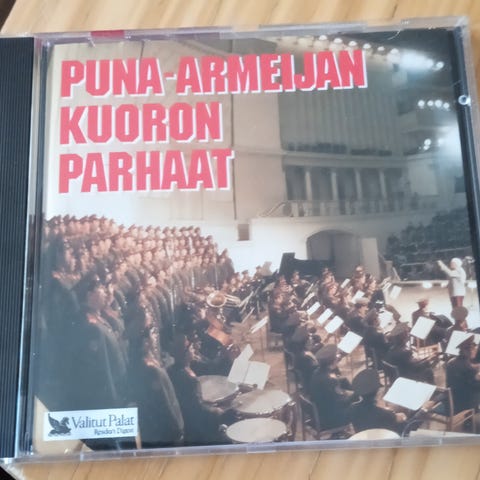 PUNA-ARMEIJAN
KUORON
PARHAAT
Valitut Palat
Reader's Digest